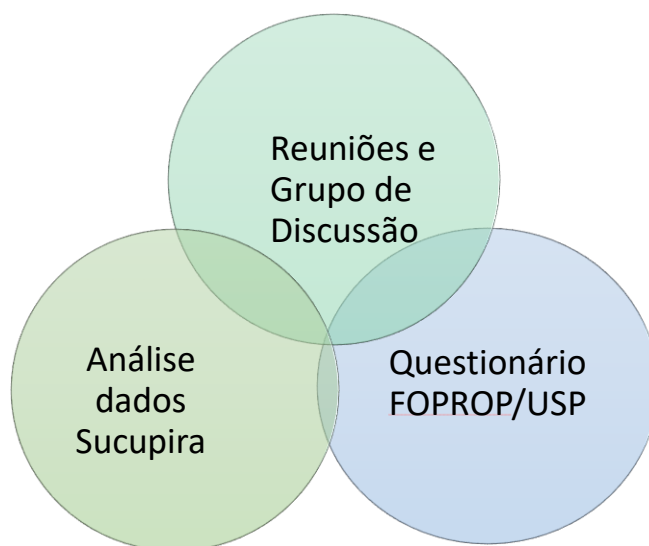 Reuniões e
Grupo de
Discussão
Análise
dados
Sucupira
Questionário
FOPROP/USP